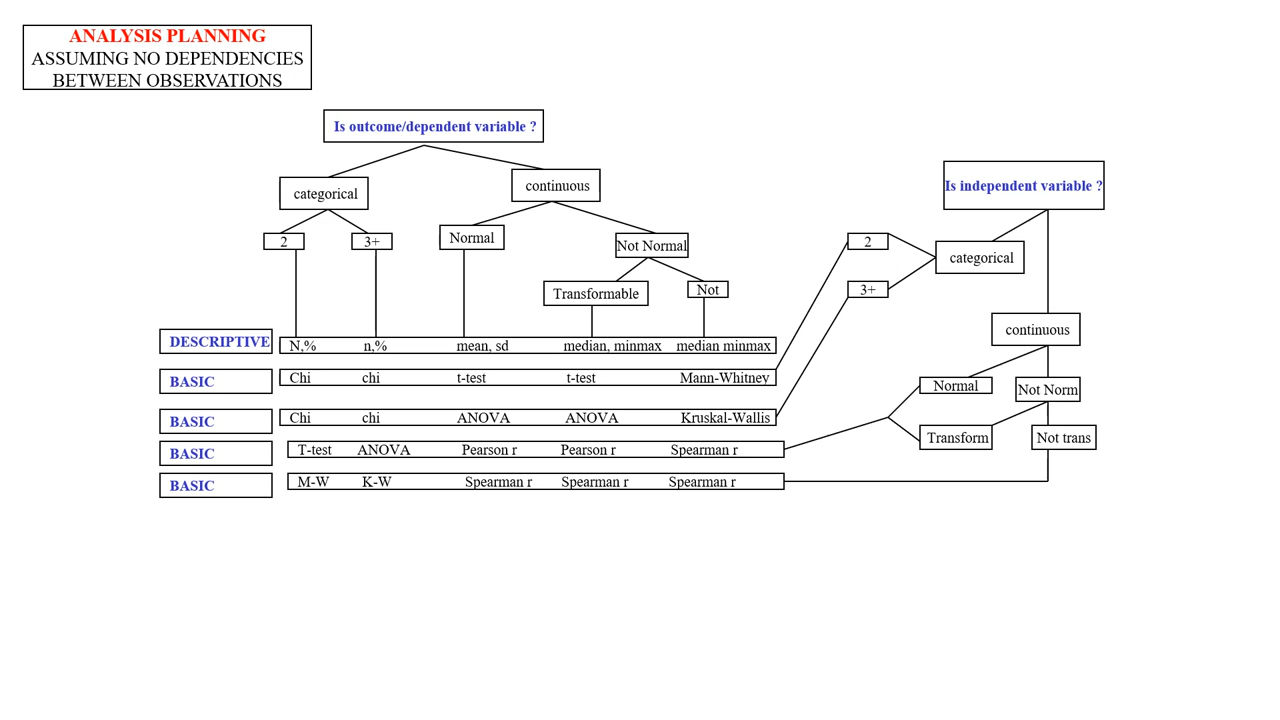 ANALYSIS PLANNING
ASSUMING NO DEPENDENCIES
BETWEEN OBSERVATIONS
Is outcome/dependent variable ?
categorical
continuous
Is independent variable ?
2
3+
Normal
Not Normal
2
categorical
Transformable
Not
3+
continuous
DESCRIPTIVE
N,% n,% mean, sd median, minmax median minmax
BASIC
Chi chi t-test t-test Mann-Whitney
Normal
Not Norm
BASIC
Chi chi ANOVA ANOVA Kruskal-Wallis
Transform
Not trans
BASIC
T-test ANOVA Pearson r Pearson r Spearman r
BASIC
M-W K-W Spearman r Spearman r Spearman r